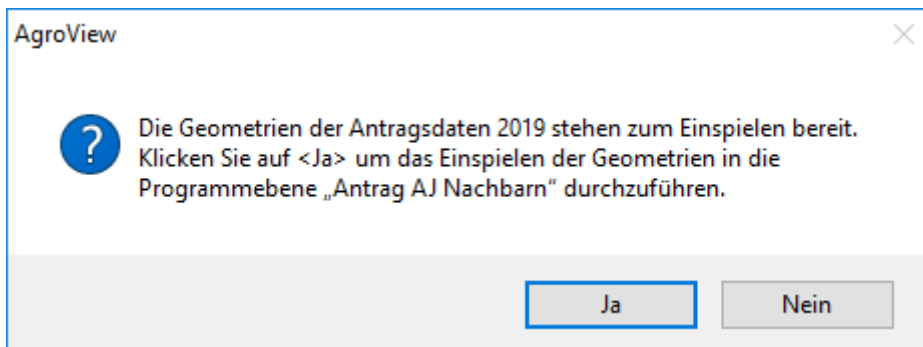 AgroView
Die Geometrien der Antragsdaten 2019 stehen zum Einspielen bereit.
Klicken Sie auf <Ja> um das Einspielen der Geometrien in die
Programmebene „Antrag AJ Nachbarn“ durchzuführen.
Ja
Nein